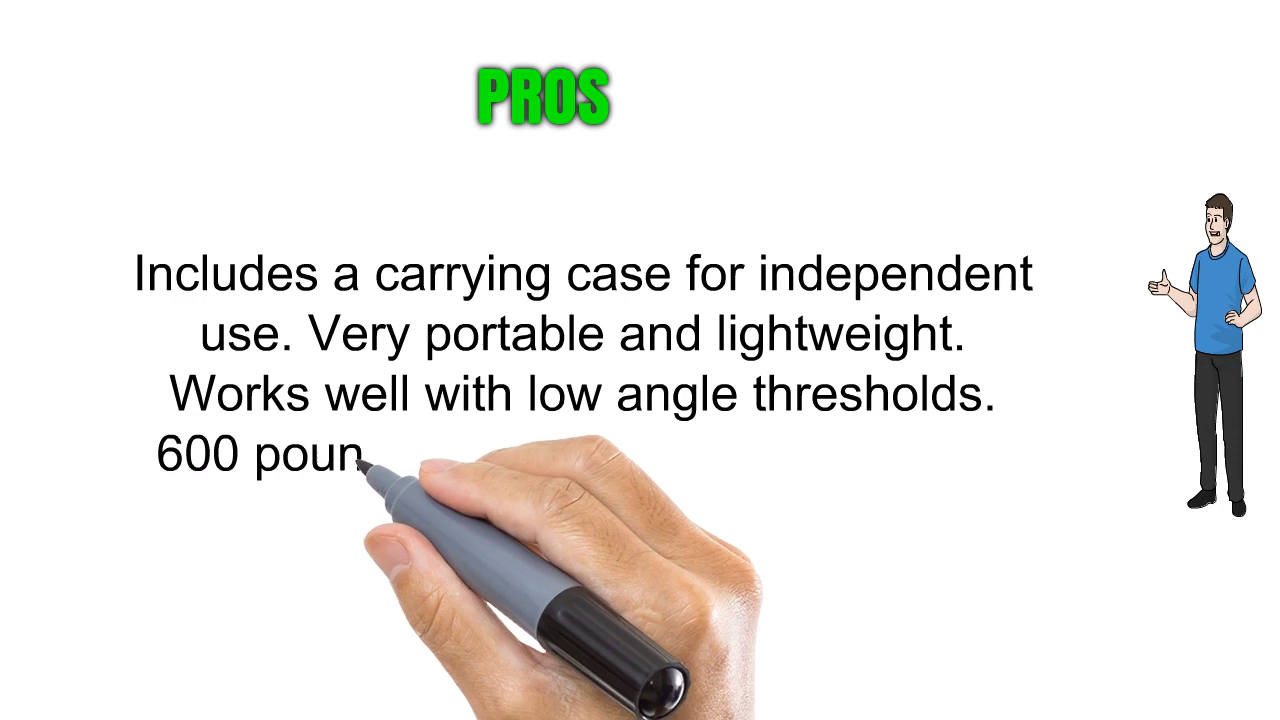 PROS
Includes a carrying case for independent
use. Very portable and lightweight.
Works well with low angle thresholds.
600 poun